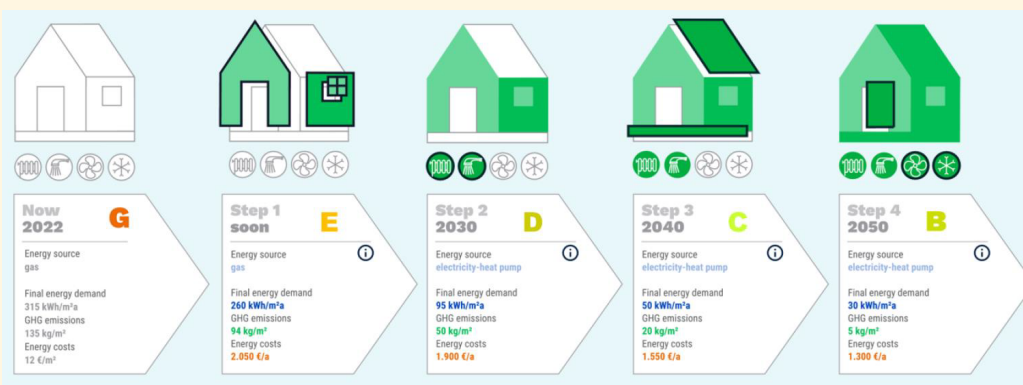 Now
2022
G
Energy source
gas
Final energy demand
315 kWh/m²a
GHG emissions
135 kg/m²
Energy costs
12 €/m²
Step 1
soon
E
Energy source
gas
Final energy demand
260 kWh/m²a
GHG emissions
94 kg/m²
Energy costs
2.050 €/a
Step 2
2030
D
Energy source
electricity-heat pump
Final energy demand
95 kWh/m²a
GHG emissions
50 kg/m²
Energy costs
1.900 €/a
Step 3
2040
C
Energy source
electricity-heat pump
Final energy demand
50 kWh/m²a
GHG emissions
20 kg/m²
Energy costs
1.550 €/a
Step 4
2050
B
Energy source
electricity-heat pump
Final energy demand
30 kWh/m²a
GHG emissions
5 kg/m²
Energy costs
1.300 €/a